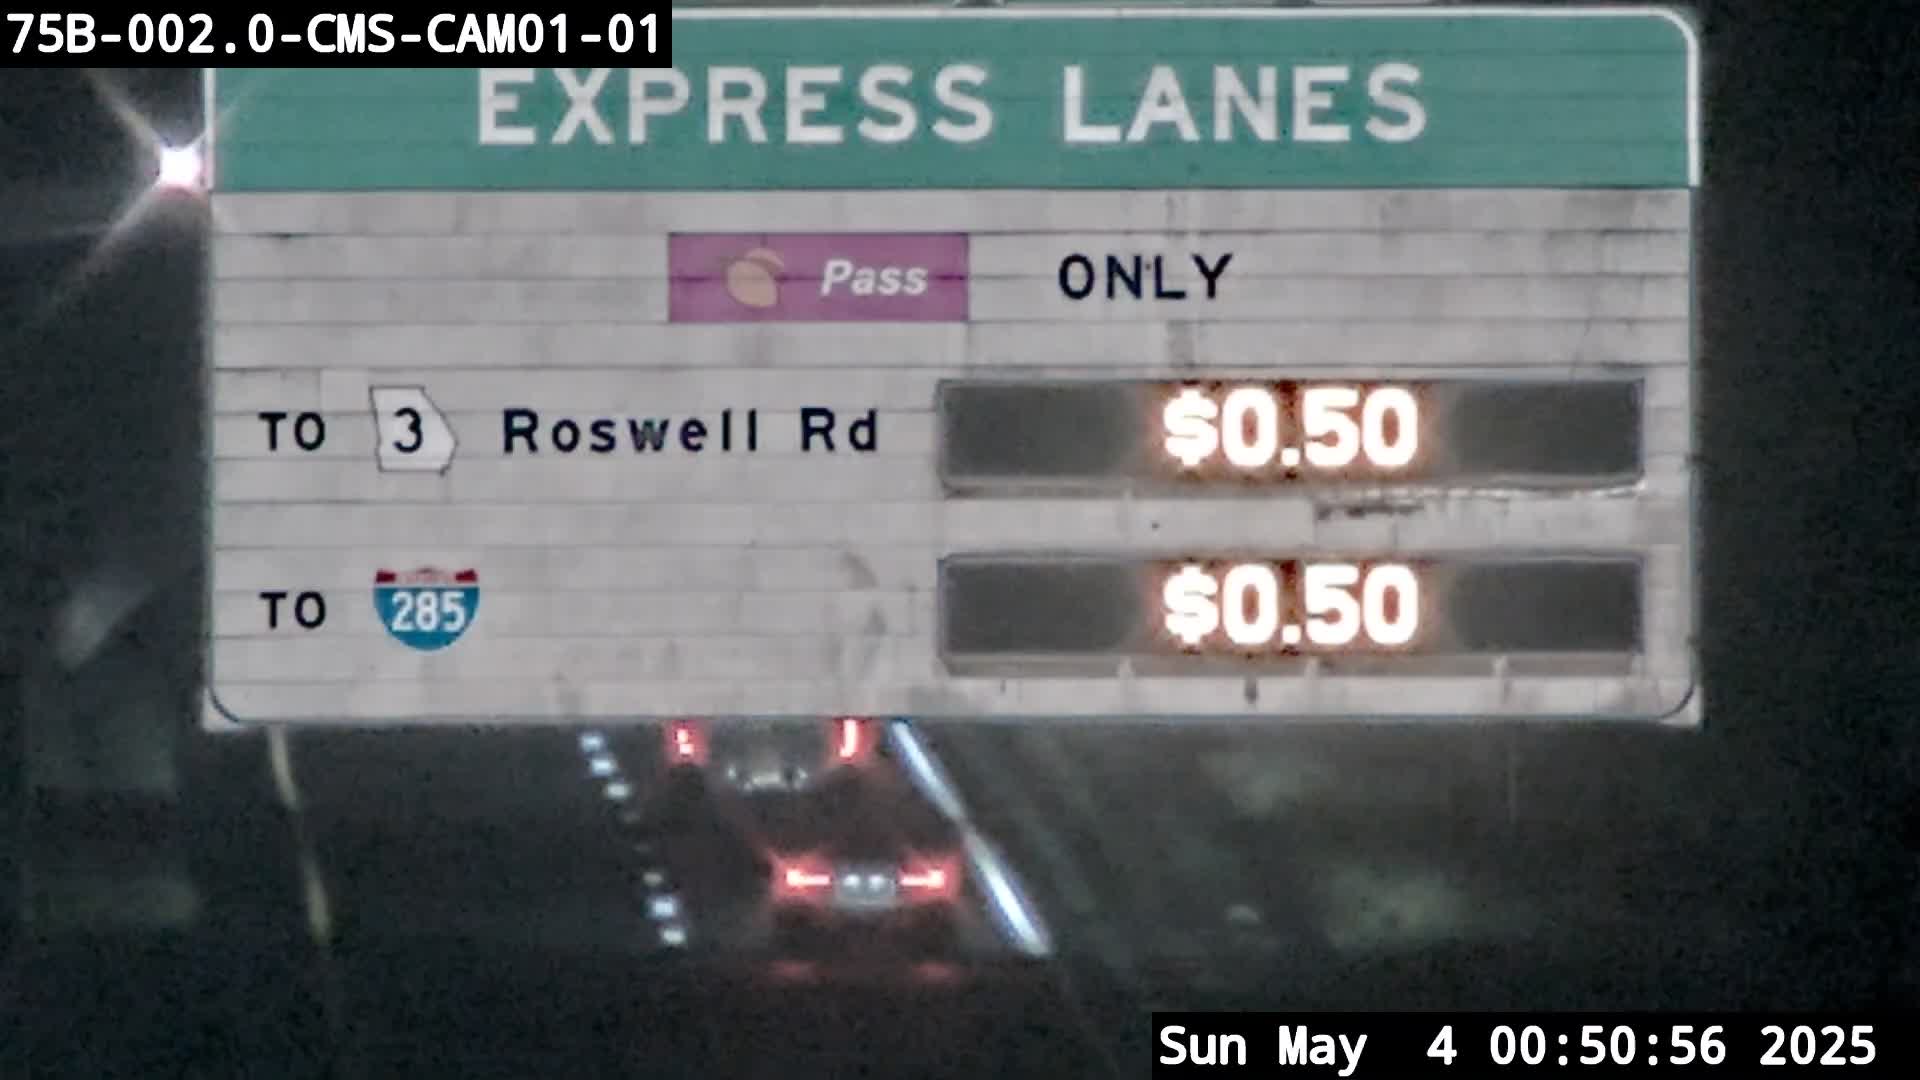 75B-002.0-CMS-CAM01-01
EXPRESS LANES
Pass ONLY
TO 3 Roswell Rd $0.50
TO 285 $0.50
Sun May 4 00:50:56 2025